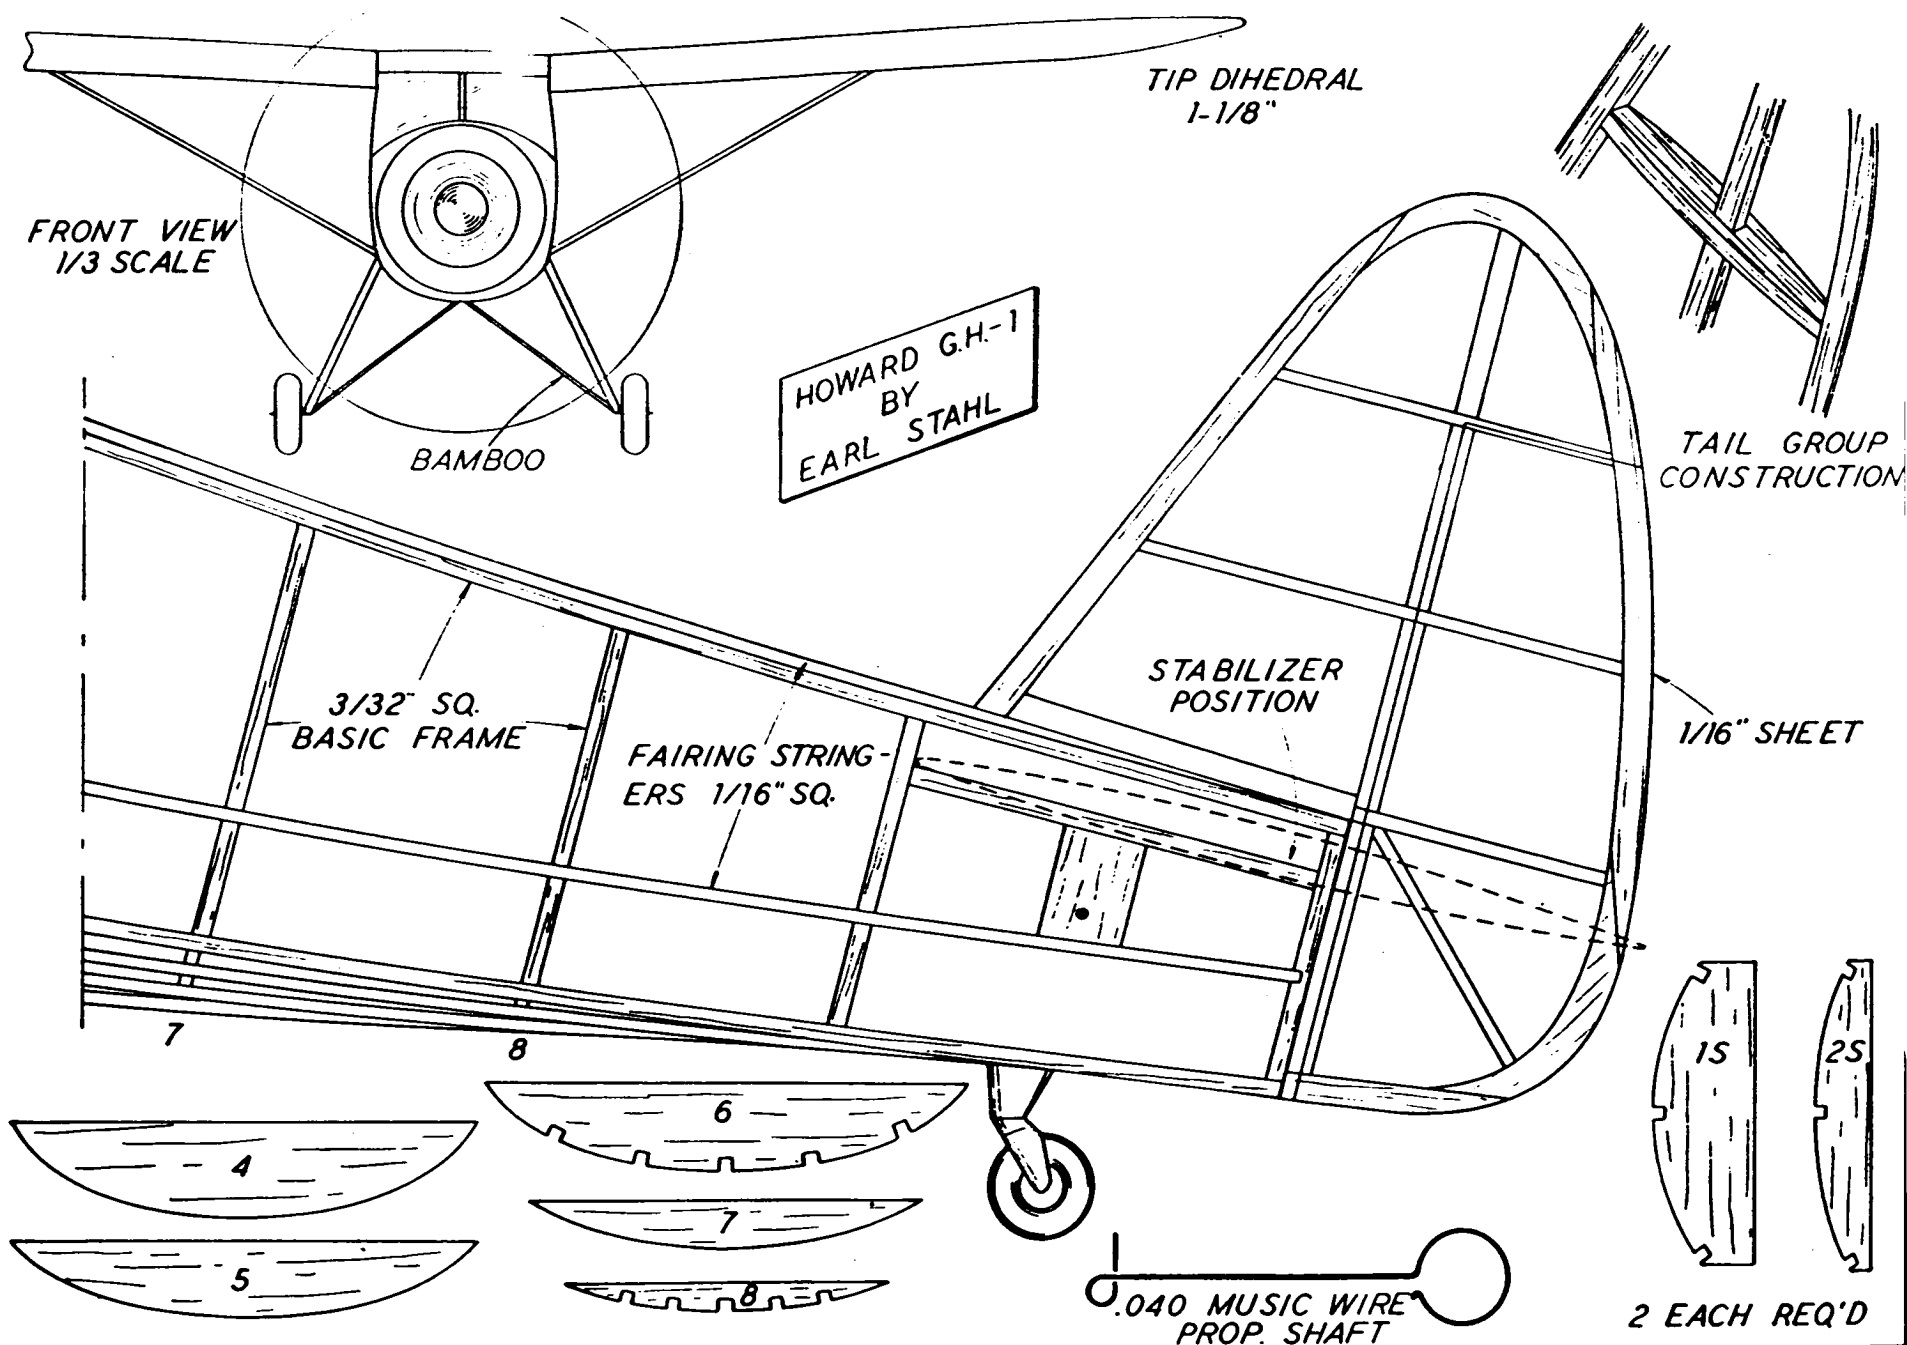 TIP DIHEDRAL
1-1/8"
FRONT VIEW
1/3 SCALE
HOWARD G.H.-1
BY
EARL STAHL
BAMBOO
TAIL GROUP
CONSTRUCTION
3/32" SQ.
BASIC FRAME
FAIRING STRING-
ERS 1/16" SQ.
STABILIZER
POSITION
1/16" SHEET
7
8
4
5
6
7
8
1S
2S
.040 MUSIC WIRE
PROP. SHAFT
2 EACH REQ'D